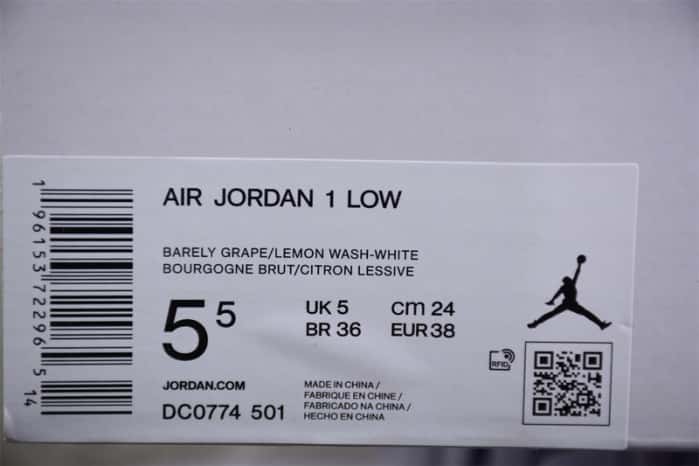 AIR JORDAN 1 LOW
BARELY GRAPE/LEMON WASH-WHITE
BOURGOGNE BRUT/CITRON LESSIVE
5 5
UK 5 cm 24
BR 36 EUR 38
RFID
JORDAN.COM
DC0774 501
MADE IN CHINA /
FABRIQUE EN CHINE /
FABRICADO NA CHINA /
HECHO EN CHINA
1 96153 72296 5 14